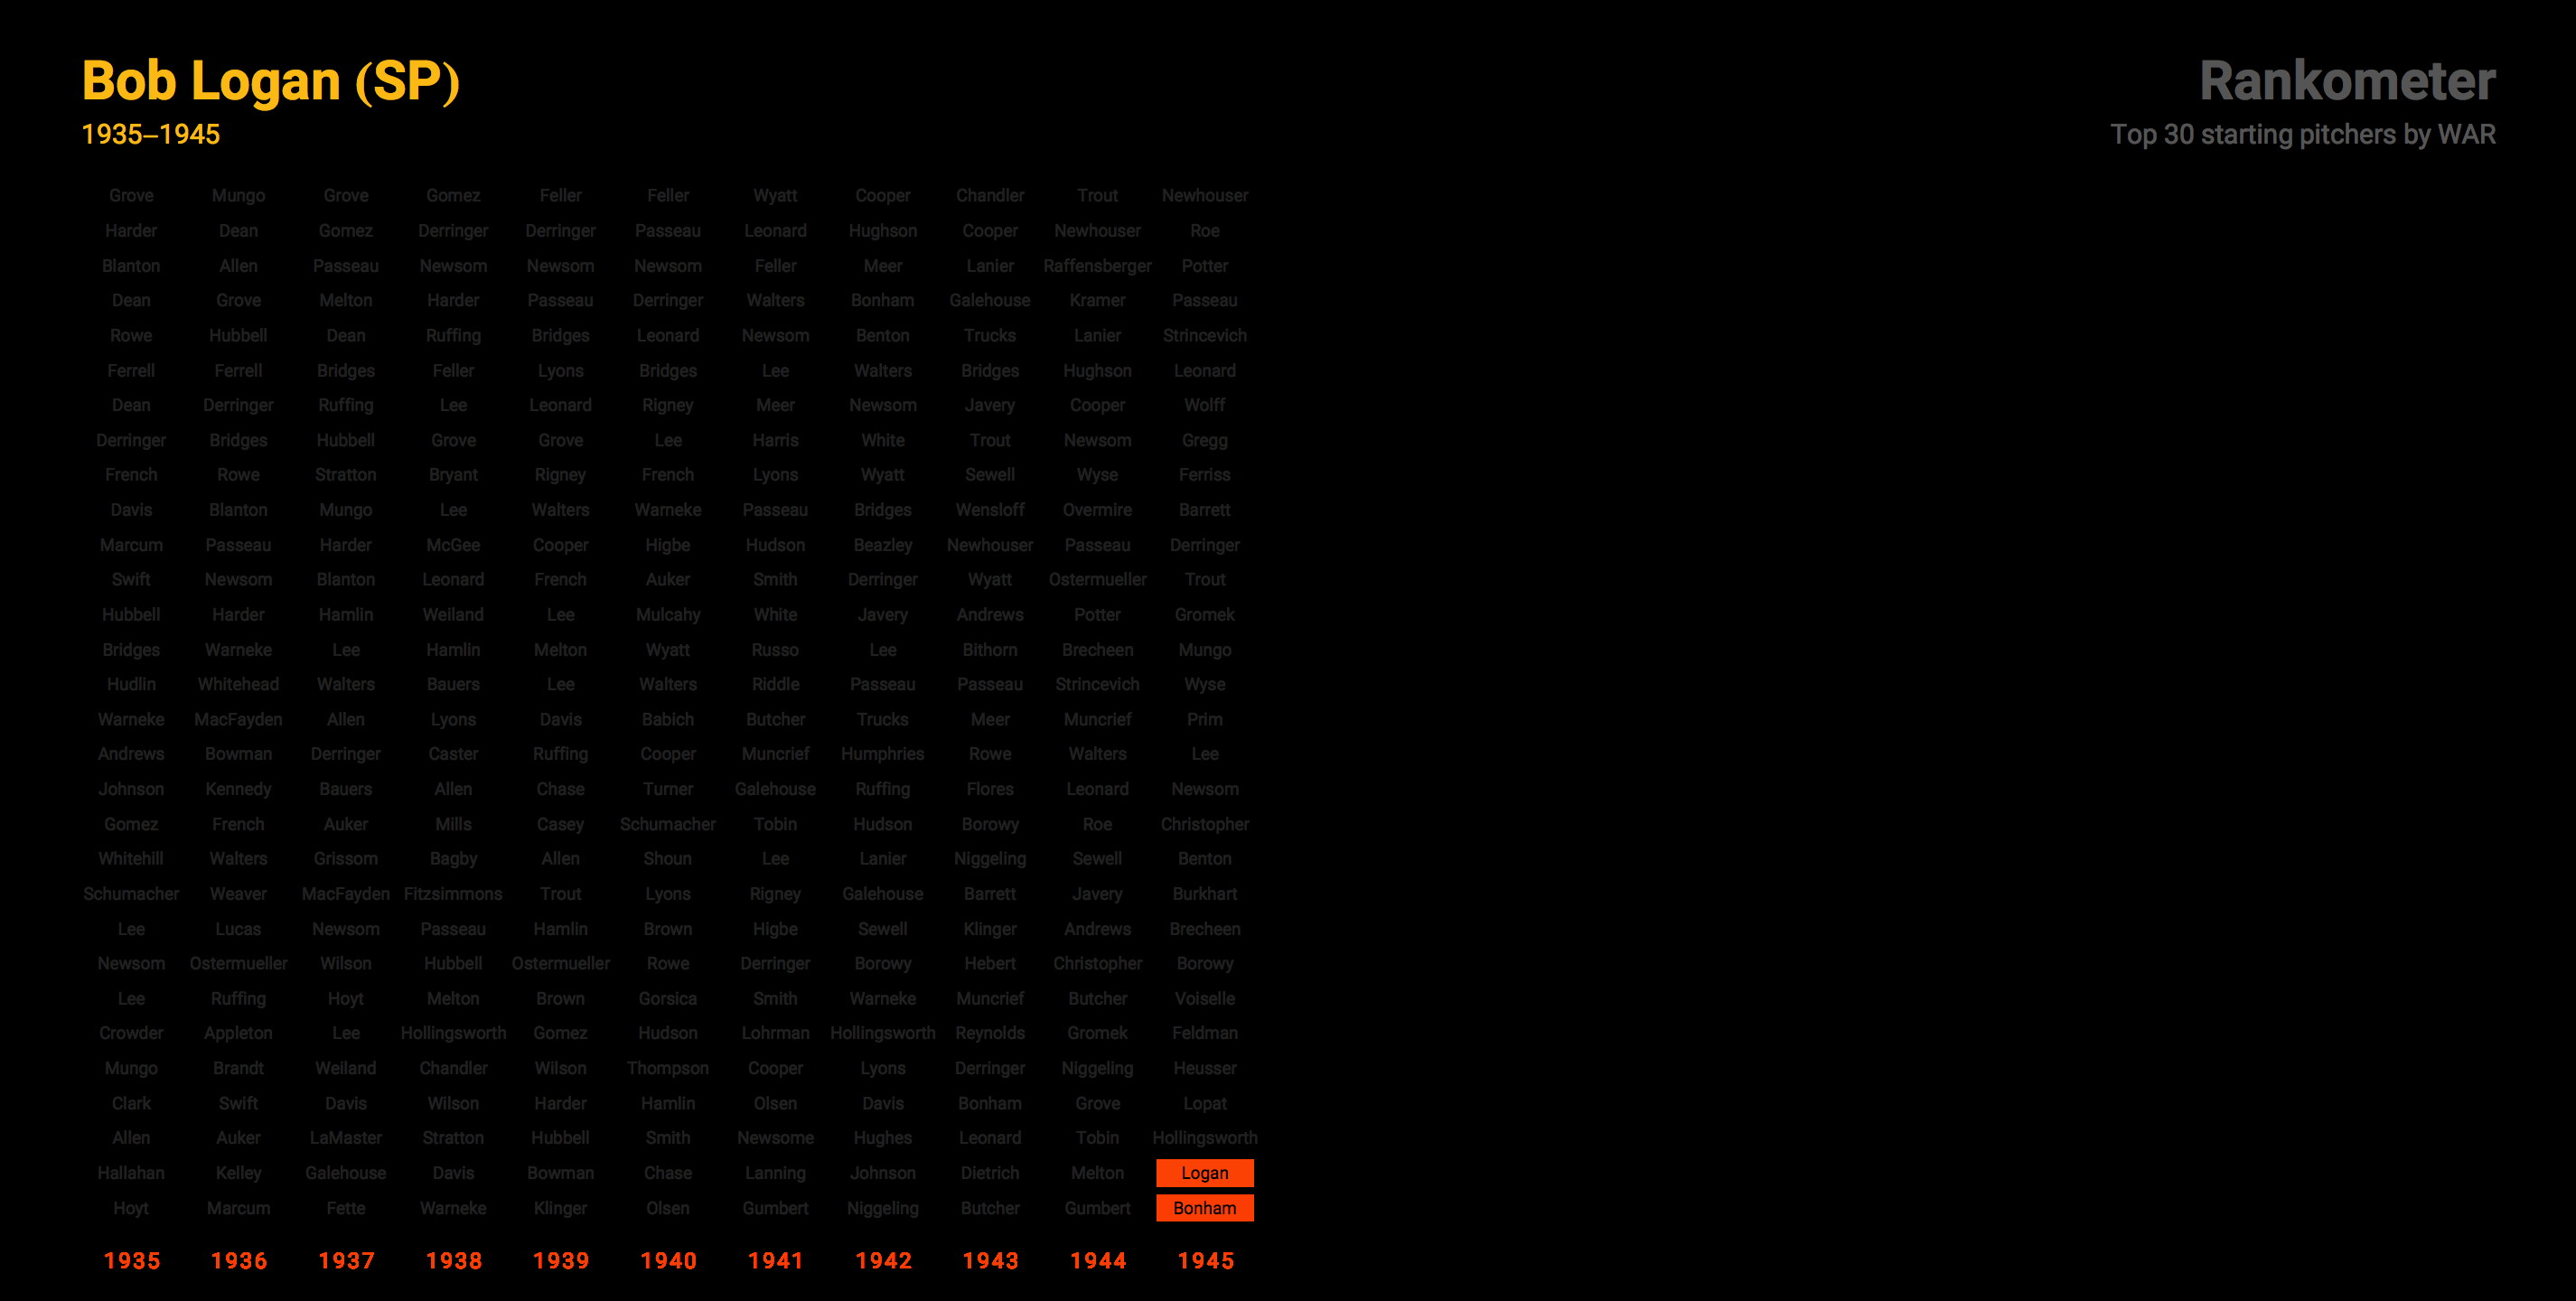 Bob Logan (SP)
1935–1945
Rankometer
Top 30 starting pitchers by WAR
Grove Mungo Grove Gomez Feller Feller Wyatt Cooper Chandler Trout Newhouser
Harder Dean Gomez Derringer Derringer Passeau Leonard Hughson Cooper Newhouser Roe
Blanton Allen Passeau Newsom Newsom Newsom Feller Meer Lanier Raffensberger Potter
Dean Grove Melton Harder Passeau Derringer Walters Bonham Galehouse Kramer Passeau
Rowe Hubbell Dean Ruffing Bridges Leonard Newsom Benton Trucks Lanier Strincevich
Ferrell Ferrell Bridges Feller Lyons Bridges Lee Walters Bridges Hughson Leonard
Dean Derringer Ruffing Lee Leonard Rigney Meer Newsom Javery Cooper Wolff
Derringer Bridges Hubbell Grove Grove Lee Harris White Trout Newsom Gregg
French Rowe Stratton Bryant Rigney French Lyons Wyatt Sewell Wyse Ferriss
Davis Blanton Mungo Lee Walters Warneke Passeau Bridges Wensloff Overmire Barrett
Marcum Passeau Harder McGee Cooper Higbe Hudson Beazley Newhouser Passeau Derringer
Swift Newsom Blanton Leonard French Auker Smith Derringer Wyatt Ostermueller Trout
Hubbell Harder Hamlin Weiland Lee Mulcahy White Javery Andrews Potter Gromek
Bridges Warneke Lee Hamlin Melton Wyatt Russo Lee Bithorn Brecheen Mungo
Hudlin Whitehead Walters Bauers Lee Walters Riddle Passeau Passeau Strincevich Wyse
Warneke MacFayden Allen Lyons Davis Babich Butcher Trucks Meer Muncrief Prim
Andrews Bowman Derringer Caster Ruffing Cooper Muncrief Humphries Rowe Walters Lee
Johnson Kennedy Bauers Allen Chase Turner Galehouse Ruffing Flores Leonard Newsom
Gomez French Auker Mills Casey Schumacher Tobin Hudson Borowy Roe Christopher
Whitehill Walters Grissom Bagby Allen Shoun Lee Lanier Niggeling Sewell Benton
Schumacher Weaver MacFayden Fitzsimmons Trout Lyons Rigney Galehouse Barrett Javery Burkhart
Lee Lucas Newsom Passeau Hamlin Brown Higbe Sewell Klinger Andrews Brecheen
Newsom Ostermueller Wilson Hubbell Ostermueller Rowe Derringer Borowy Hebert Christopher Borowy
Lee Ruffing Hoyt Melton Brown Gorsica Smith Warneke Muncrief Butcher Voiselle
Crowder Appleton Lee Hollingsworth Gomez Hudson Lohrman Hollingsworth Reynolds Gromek Feldman
Mungo Brandt Weiland Chandler Wilson Thompson Cooper Lyons Derringer Niggeling Heusser
Clark Swift Davis Wilson Harder Hamlin Olsen Davis Bonham Grove Lopat
Allen Auker LaMaster Stratton Hubbell Smith Newsome Hughes Leonard Tobin Hollingsworth
Hallahan Kelley Galehouse Davis Bowman Chase Lanning Johnson Dietrich Melton Logan
Hoyt Marcum Fette Warneke Klinger Olsen Gumbert Niggeling Butcher Gumbert Bonham
1935 1936 1937 1938 1939 1940 1941 1942 1943 1944 1945